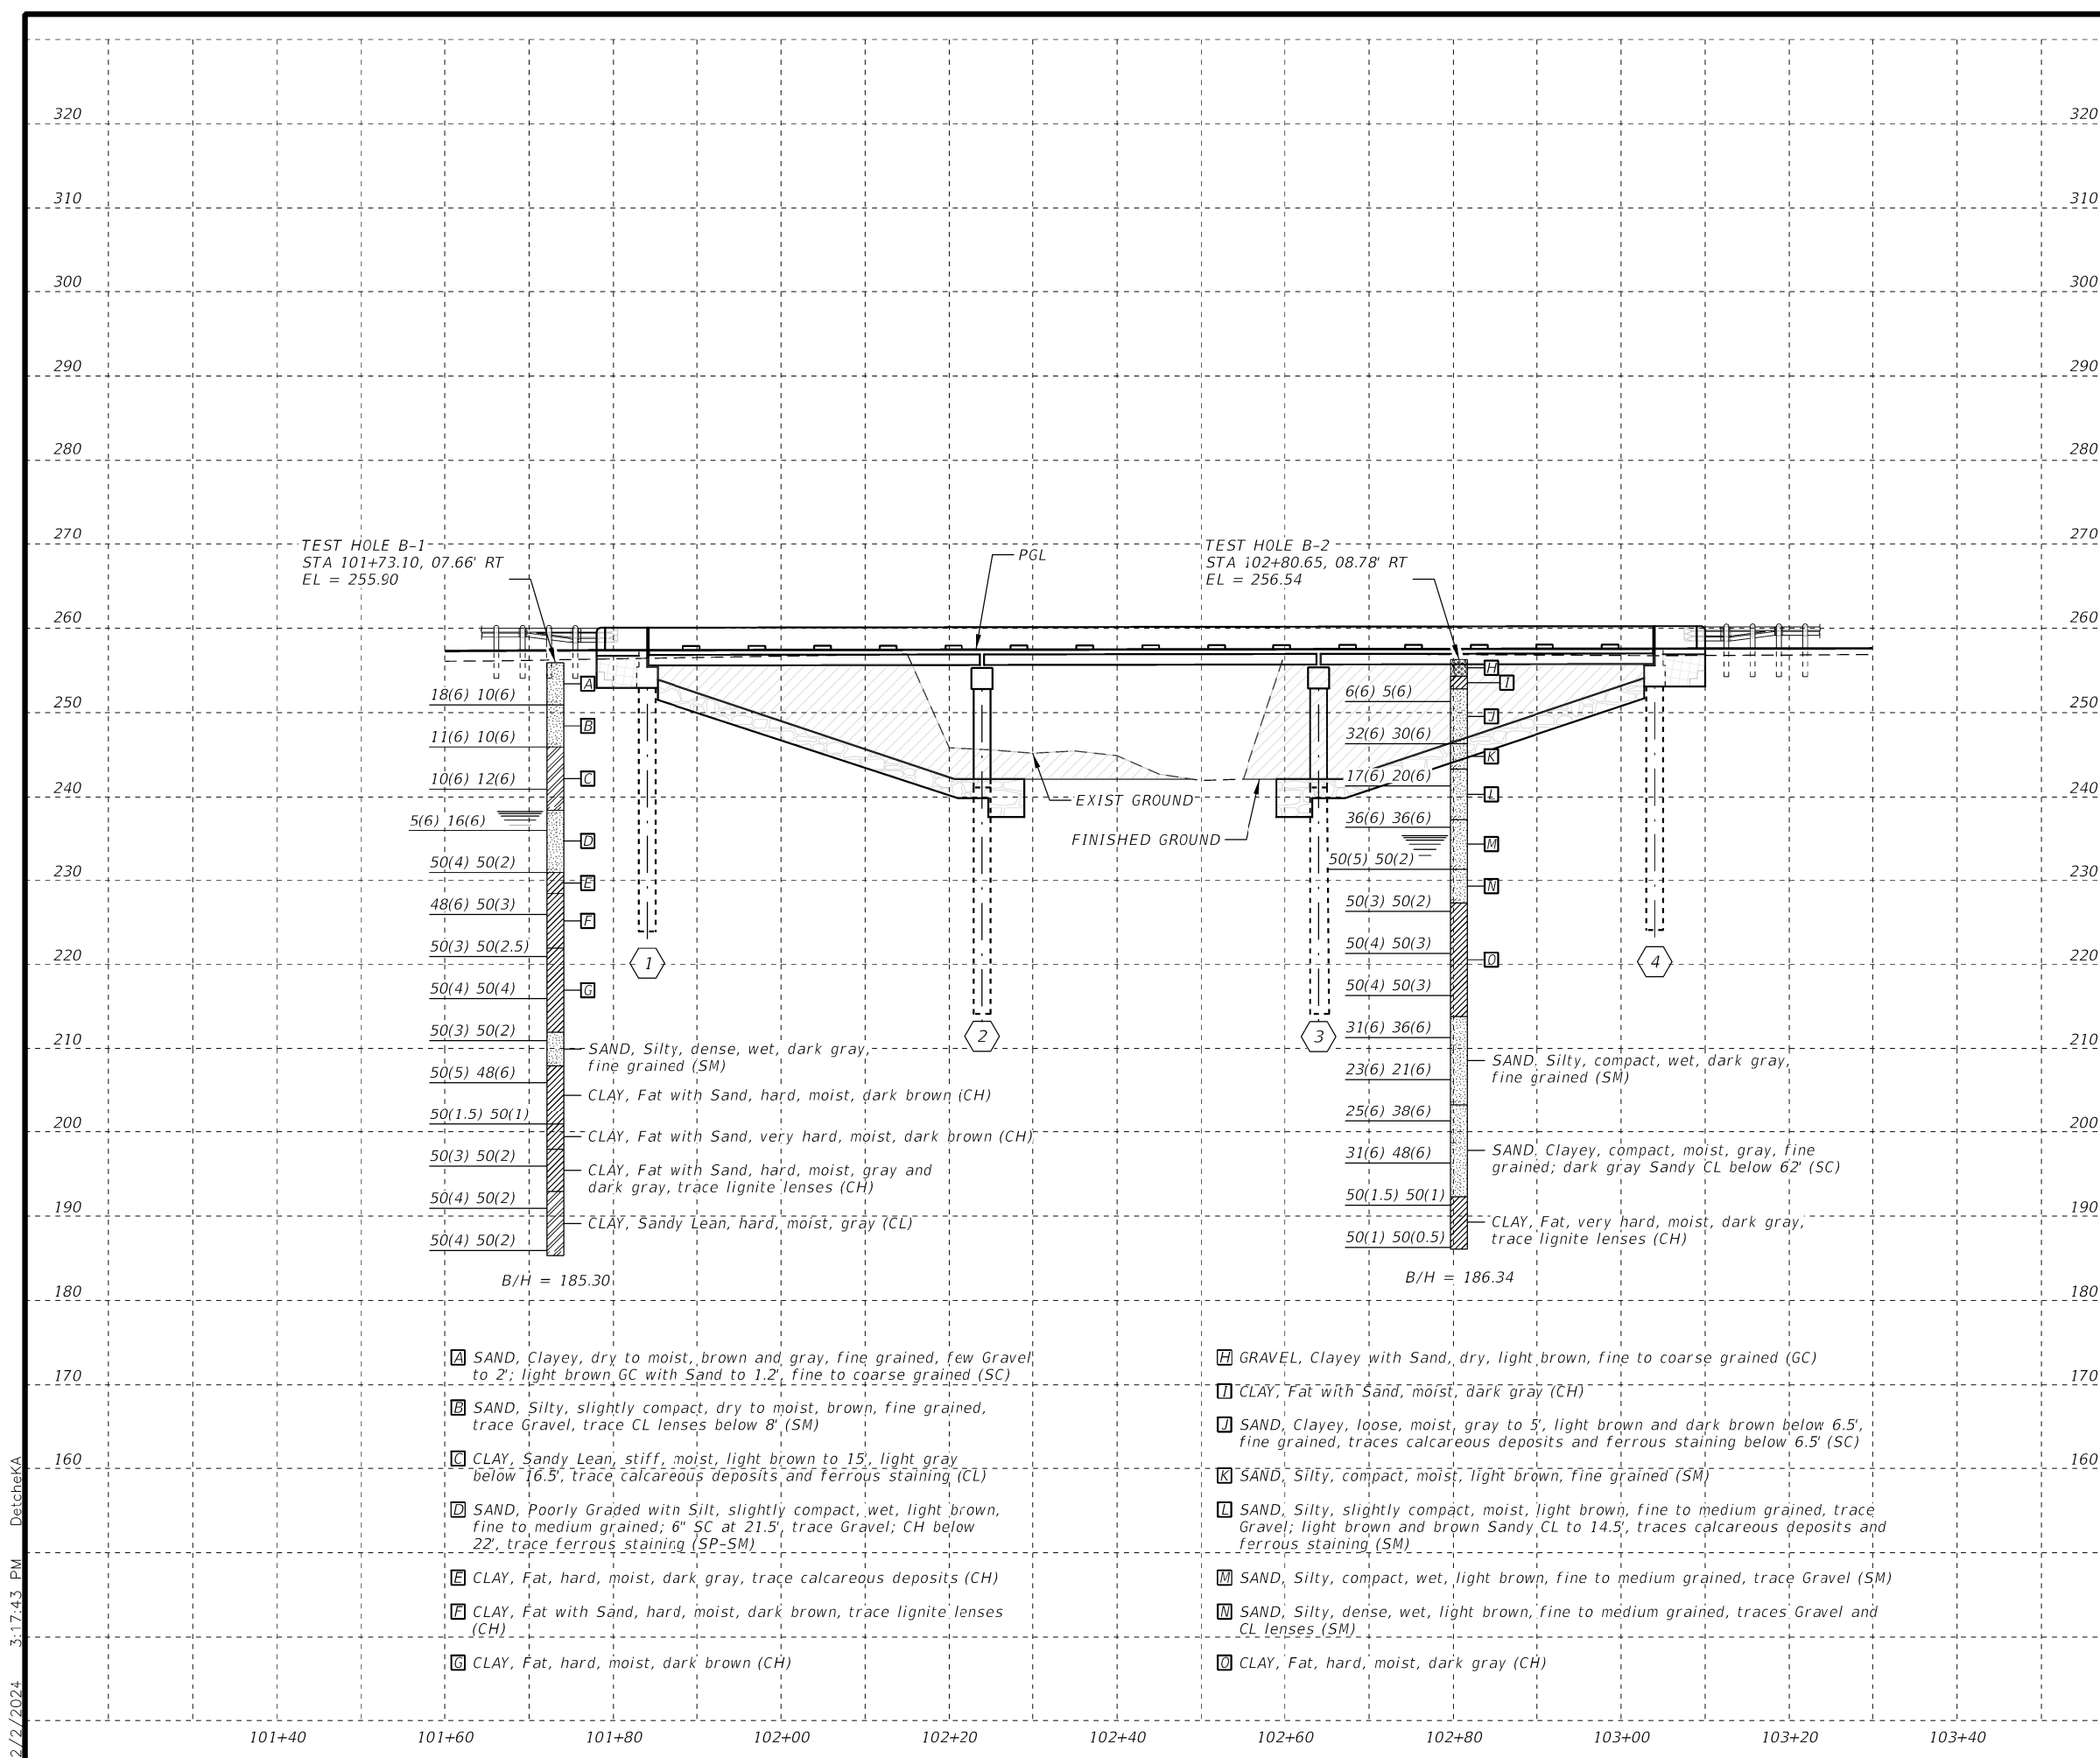 320
320
310
310
300
300
290
290
280
280
270
270
TEST HOLE B-1
STA 101+73.10, 07.66' RT
EL = 255.90
PGL
TEST HOLE B-2
STA 102+80.65, 08.78' RT
EL = 256.54
260
260
250
250
240
240
230
230
220
220
210
210
200
200
190
190
180
180
170
170
160
160
18(6) 10(6)
11(6) 10(6)
10(6) 12(6)
5(6) 16(6)
50(4) 50(2)
48(6) 50(3)
50(3) 50(2.5)
50(4) 50(4)
50(3) 50(2)
50(5) 48(6)
50(1.5) 50(1)
50(3) 50(2)
50(4) 50(2)
50(4) 50(2)
A
B
C
D
E
F
G
SAND, Silty, dense, wet, dark gray,
fine grained (SM)
CLAY, Fat with Sand, hard, moist, dark brown (CH)
CLAY, Fat with Sand, very hard, moist, dark brown (CH)
CLAY, Fat with Sand, hard, moist, gray and
dark gray, trace lignite lenses (CH)
CLAY, Sandy Lean, hard, moist, gray (CL)
B/H = 185.30
1
2
3
4
EXIST GROUND
FINISHED GROUND
6(6) 5(6)
32(6) 30(6)
17(6) 20(6)
36(6) 36(6)
50(5) 50(2)
50(3) 50(2)
50(4) 50(3)
50(4) 50(3)
31(6) 36(6)
23(6) 21(6)
25(6) 38(6)
31(6) 48(6)
50(1.5) 50(1)
50(1) 50(0.5)
H
I
J
K
L
M
N
O
SAND, Silty, compact, wet, dark gray,
fine grained (SM)
SAND, Clayey, compact, moist, gray, fine
grained; dark gray Sandy CL below 62' (SC)
CLAY, Fat, very hard, moist, dark gray,
trace lignite lenses (CH)
B/H = 186.34
A SAND, Clayey, dry to moist, brown and gray, fine grained, few Gravel
to 2'; light brown GC with Sand to 1.2', fine to coarse grained (SC)
B SAND, Silty, slightly compact, dry to moist, brown, fine grained,
trace Gravel, trace CL lenses below 8' (SM)
C CLAY, Sandy Lean, stiff, moist, light brown to 15', light gray
below 16.5', trace calcareous deposits and ferrous staining (CL)
D SAND, Poorly Graded with Silt, slightly compact, wet, light brown,
fine to medium grained; 6" SC at 21.5', trace Gravel; CH below
22', trace ferrous staining (SP-SM)
E CLAY, Fat, hard, moist, dark gray, trace calcareous deposits (CH)
F CLAY, Fat with Sand, hard, moist, dark brown, trace lignite lenses
(CH)
G CLAY, Fat, hard, moist, dark brown (CH)
H GRAVEL, Clayey with Sand, dry, light brown, fine to coarse grained (GC)
I CLAY, Fat with Sand, moist, dark gray (CH)
J SAND, Clayey, loose, moist, gray to 5', light brown and dark brown below 6.5',
fine grained, traces calcareous deposits and ferrous staining below 6.5' (SC)
K SAND, Silty, compact, moist, light brown, fine grained (SM)
L SAND, Silty, slightly compact, moist, light brown, fine to medium grained, trace
Gravel; light brown and brown Sandy CL to 14.5', traces calcareous deposits and
ferrous staining (SM)
M SAND, Silty, compact, wet, light brown, fine to medium grained, trace Gravel (SM)
N SAND, Silty, dense, wet, light brown, fine to medium grained, traces Gravel and
CL lenses (SM)
O CLAY, Fat, hard, moist, dark gray (CH)
101+40
101+60
101+80
102+00
102+20
102+40
102+60
102+80
103+00
103+20
103+40
2/2/2024 3:17:43 PM DetcheKA